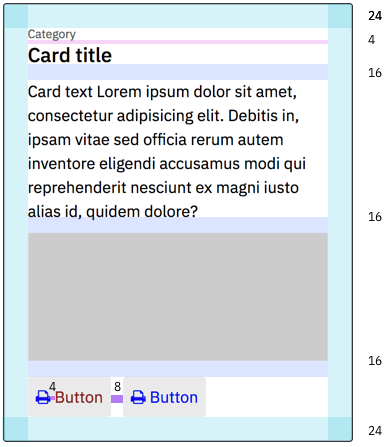 24
Category
4
Card title
16
Card text Lorem ipsum dolor sit amet,
consectetur adipisicing elit. Debitis in,
ipsam vitae sed officia rerum autem
inventore eligendi accusamus modi qui
reprehenderit nesciunt ex magni iusto
alias id, quidem dolore?
16
16
4 8
Button Button
24